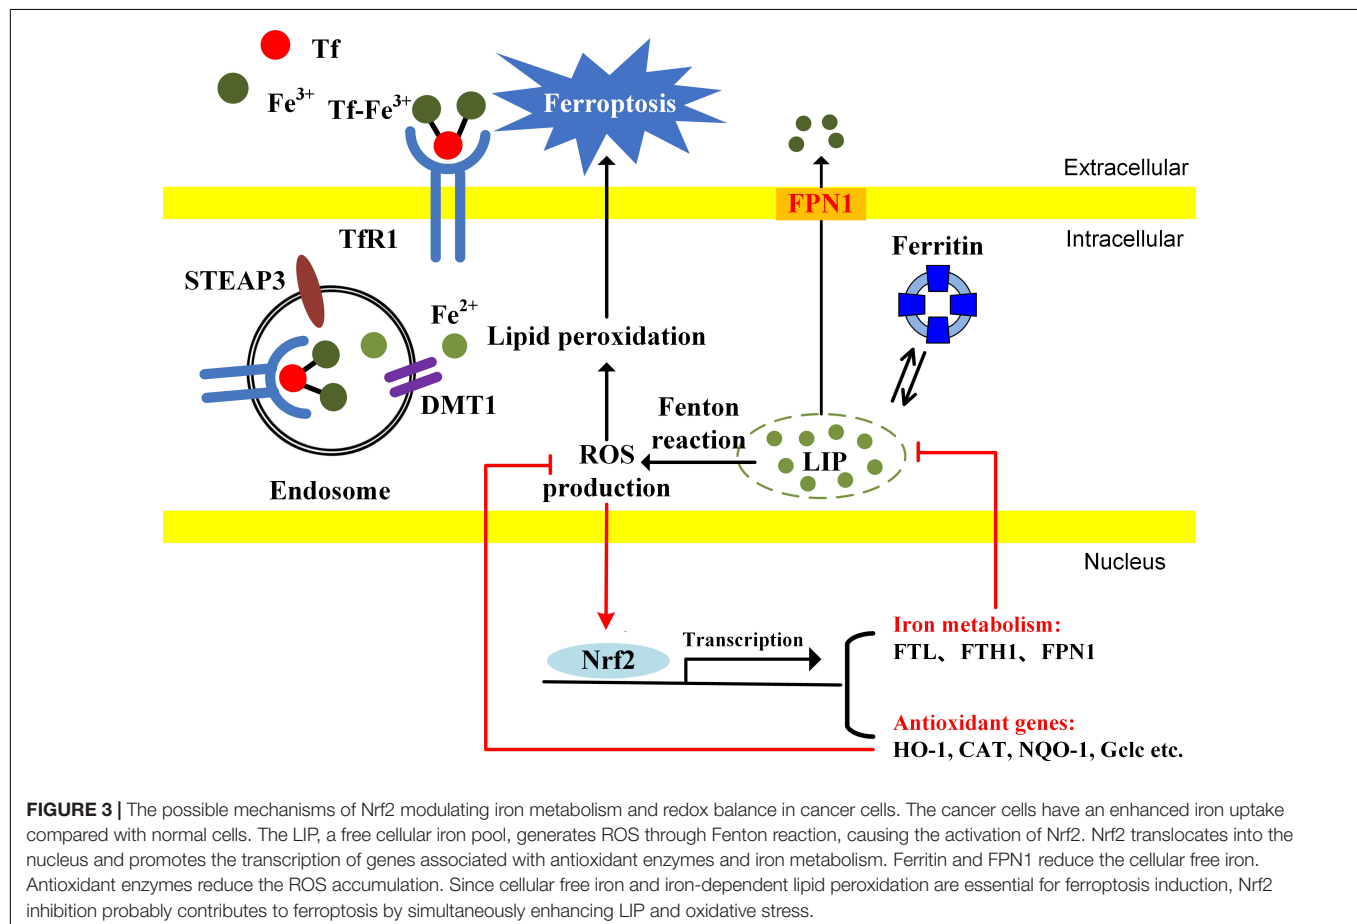 Tf
Fe3+
Tf-Fe3+
Ferroptosis
Extracellular
FPN1
TfR1
Intracellular
Ferritin
STEAP3
Fe2+
Lipid peroxidation
DMT1
Fenton
reaction
ROS
production
LIP
Endosome
Nucleus
Iron metabolism:
FTL、FTH1、FPN1
Transcription
Nrf2
Antioxidant genes:
HO-1, CAT, NQO-1, Gclc etc.
FIGURE 3 | The possible mechanisms of Nrf2 modulating iron metabolism and redox balance in cancer cells. The cancer cells have an enhanced iron uptake
compared with normal cells. The LIP, a free cellular iron pool, generates ROS through Fenton reaction, causing the activation of Nrf2. Nrf2 translocates into the
nucleus and promotes the transcription of genes associated with antioxidant enzymes and iron metabolism. Ferritin and FPN1 reduce the cellular free iron.
Antioxidant enzymes reduce the ROS accumulation. Since cellular free iron and iron-dependent lipid peroxidation are essential for ferroptosis induction, Nrf2
inhibition probably contributes to ferroptosis by simultaneously enhancing LIP and oxidative stress.